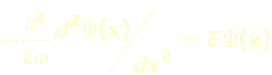 -ħ²/2m d²Ψ(x)/dx² = EΨ(x)